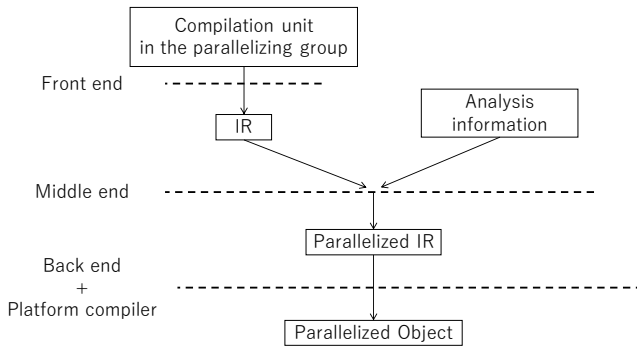 Compilation unit
in the parallelizing group
Front end
Analysis
information
IR
Middle end
Parallelized IR
Back end
+
Platform compiler
Parallelized Object